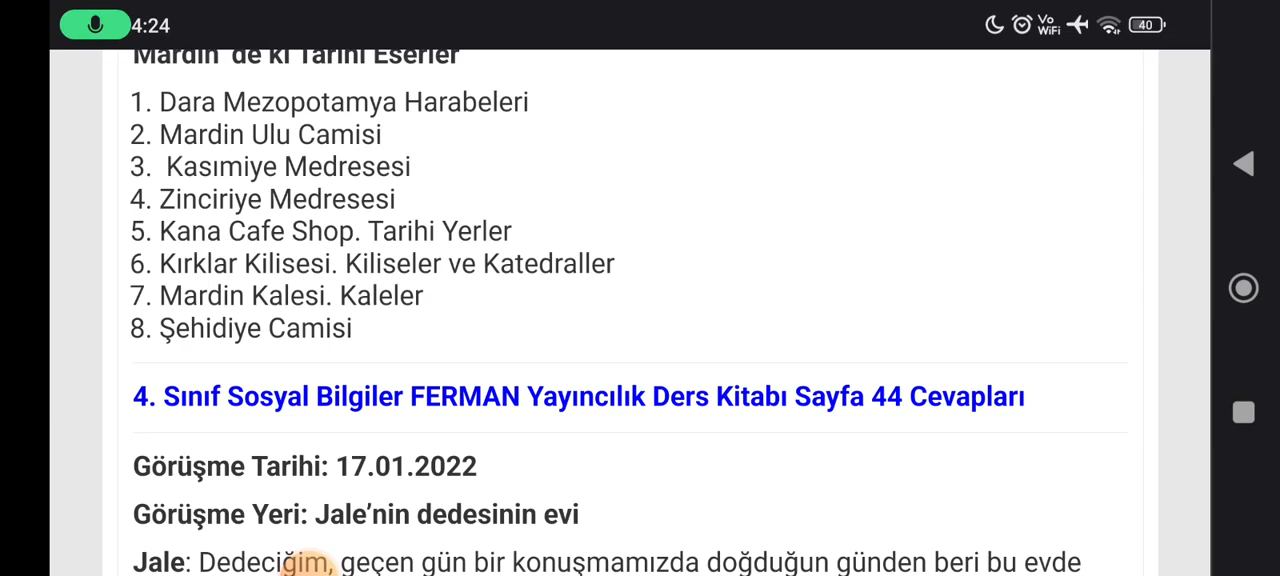 4:24
Vo
WiFi
40
Mardin 'de ki Tarihi Eserler
1. Dara Mezopotamya Harabeleri
2. Mardin Ulu Camisi
3. Kasımiye Medresesi
4. Zinciriye Medresesi
5. Kana Cafe Shop. Tarihi Yerler
6. Kırklar Kilisesi. Kiliseler ve Katedraller
7. Mardin Kalesi. Kaleler
8. Şehidiye Camisi
4. Sınıf Sosyal Bilgiler FERMAN Yayıncılık Ders Kitabı Sayfa 44 Cevapları
Görüşme Tarihi: 17.01.2022
Görüşme Yeri: Jale’nin dedesinin evi
Jale: Dedeciğim, geçen gün bir konuşmamızda doğduğun günden beri bu evde